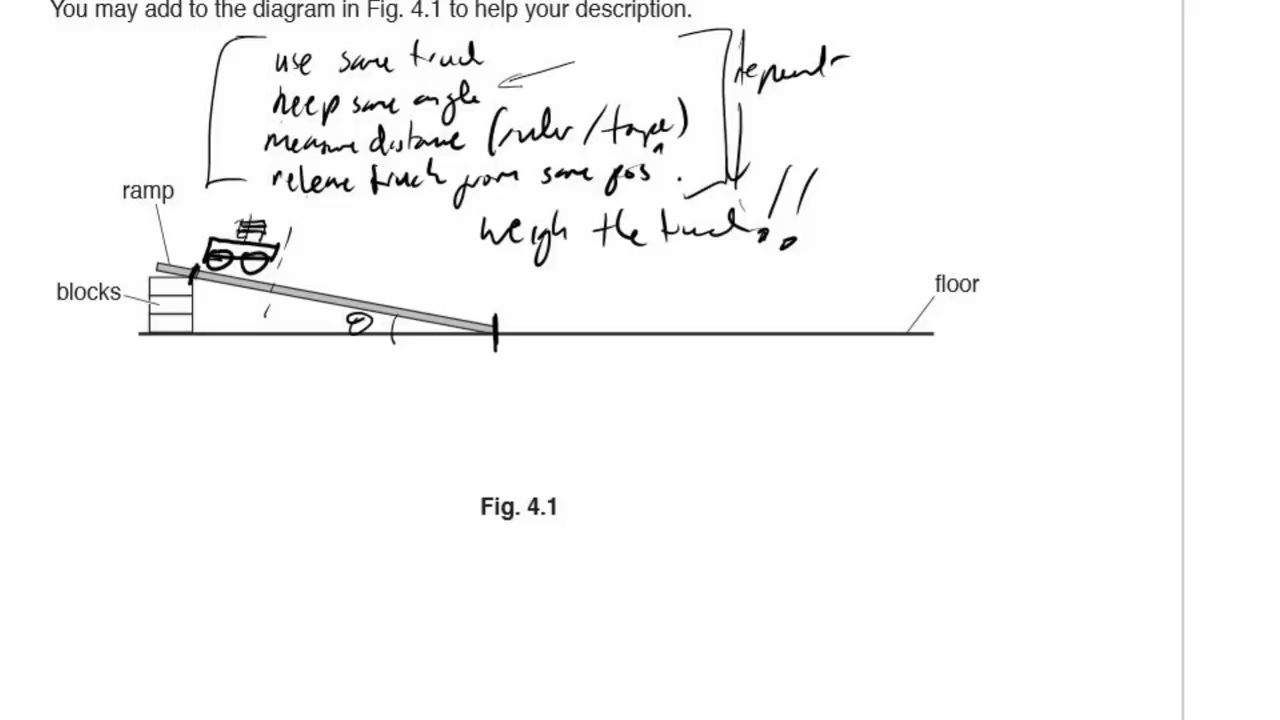 You may add to the diagram in Fig. 4.1 to help your description.
use same truck
keep same angle
measure distance (ruler / tape)
release truck from same pos.
weigh the truck!!
ramp
blocks
floor
Fig. 4.1